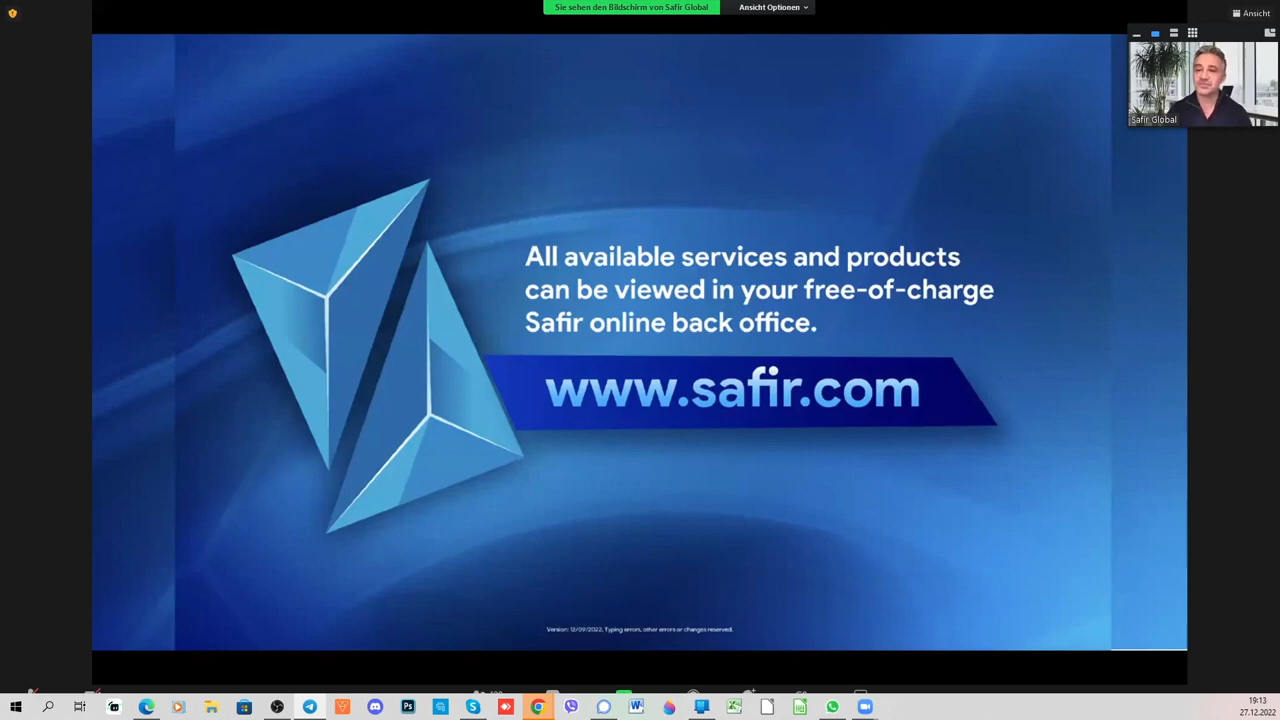 Sie sehen den Bildschirm von Safir Global
Ansicht Optionen
Ansicht
Safir Global
All available services and products
can be viewed in your free-of-charge
Safir online back office.
www.safir.com
Version: 12/09/2022, Typing errors, other errors or changes reserved.
19:13
27.12.2022